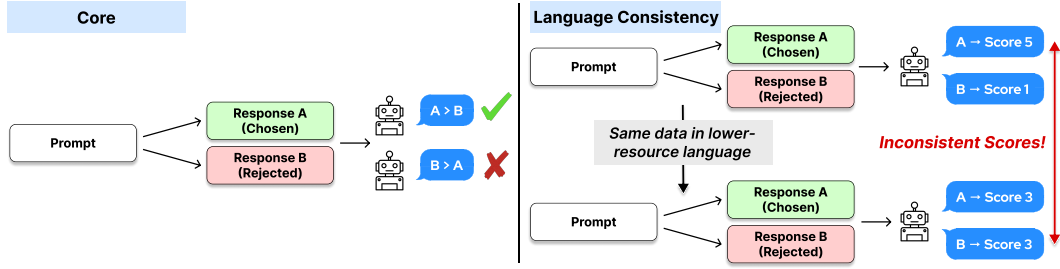 Core
Prompt
Response A
(Chosen)
Response B
(Rejected)
A > B
B > A
Language Consistency
Prompt
Response A
(Chosen)
Response B
(Rejected)
A → Score 5
B → Score 1
Same data in lower-
resource language
Inconsistent Scores!
Prompt
Response A
(Chosen)
Response B
(Rejected)
A → Score 3
B → Score 3